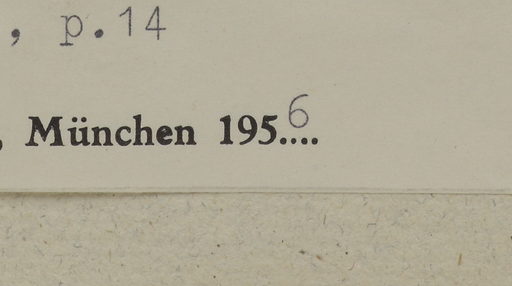 , p.14
, München 1956....